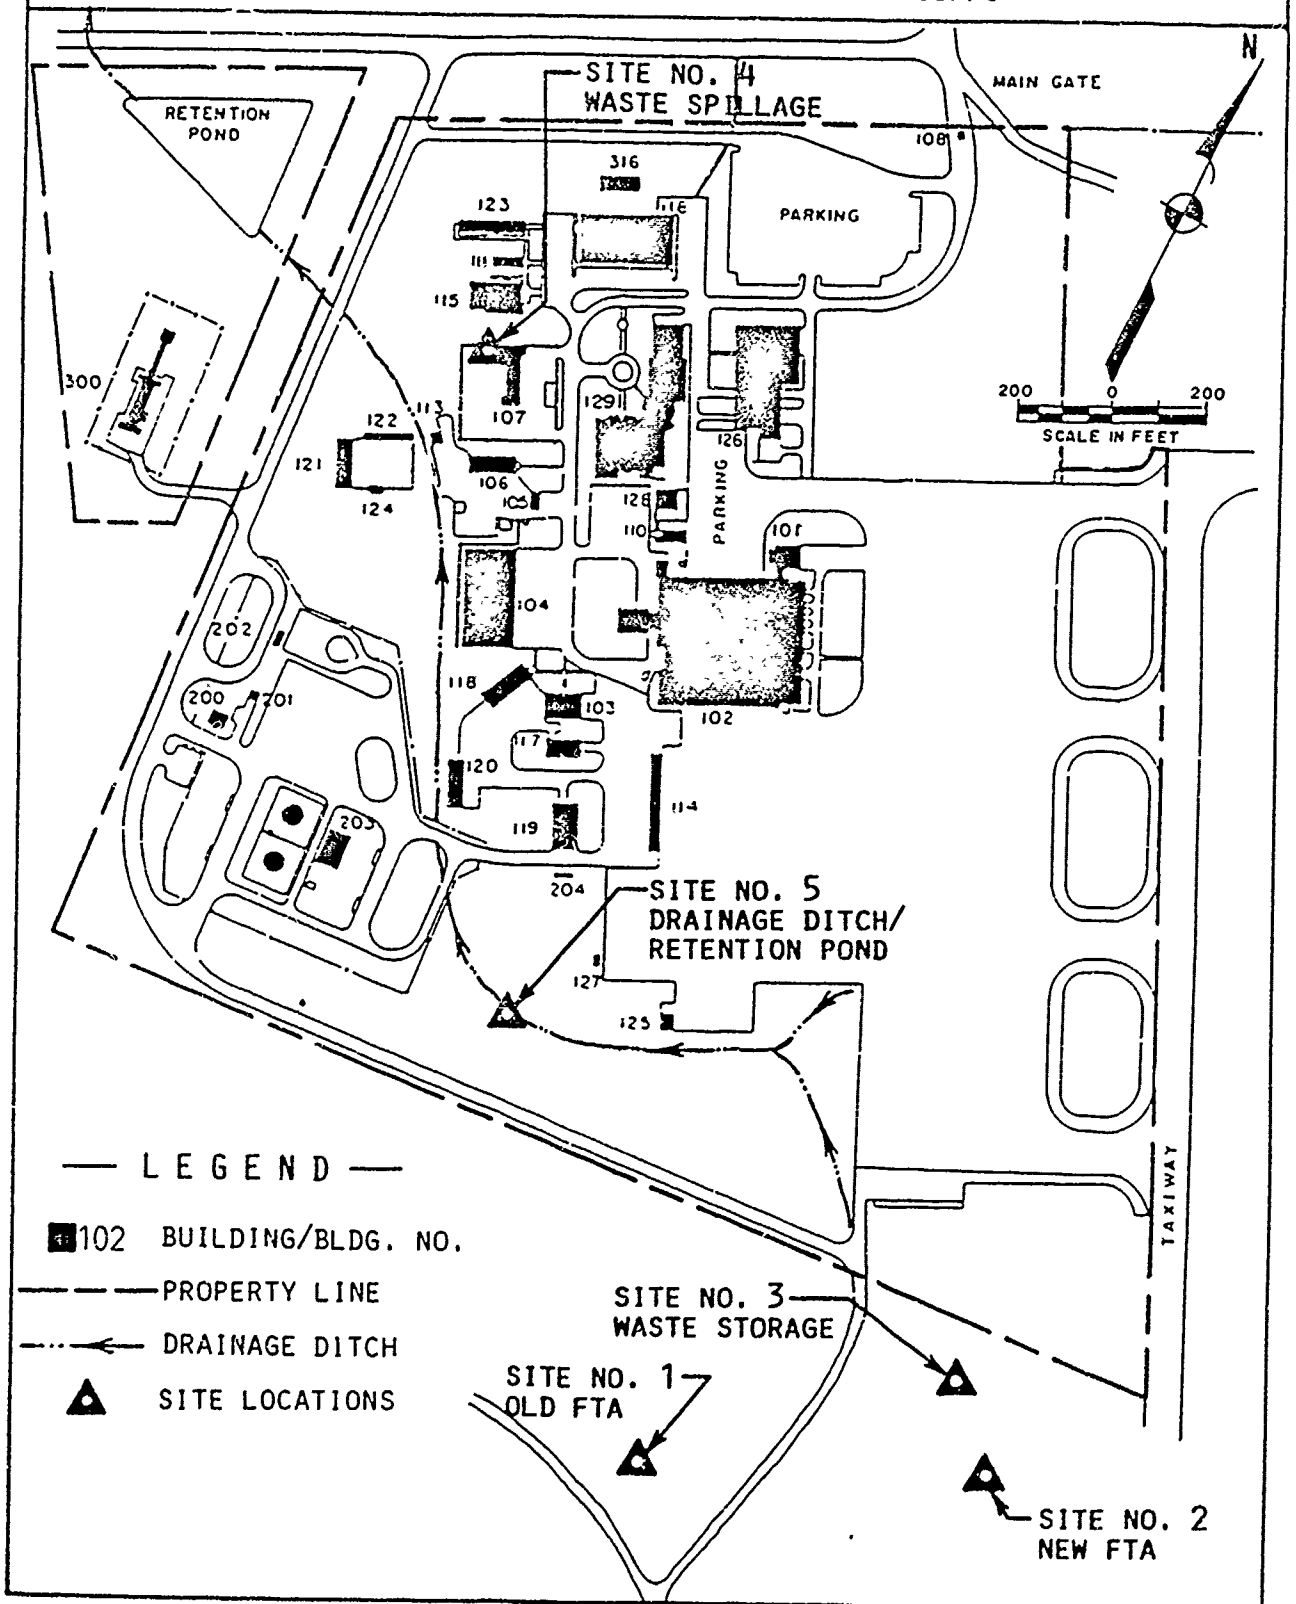 N
SITE NO. 4
WASTE SPILLAGE
MAIN GATE
RETENTION
POND
108
316
PARKING
123
116
111
115
300
107
1291
113
122
126
200 0 200
SCALE IN FEET
121
106
124
105
128
PARKING
110
101
104
202
118
200
201
103
102
117
120
114
203
119
204
SITE NO. 5
DRAINAGE DITCH/
RETENTION POND
127
125
LEGEND
102 BUILDING/BLDG. NO.
PROPERTY LINE
DRAINAGE DITCH
SITE LOCATIONS
TAXIWAY
SITE NO. 3
WASTE STORAGE
SITE NO. 1
OLD FTA
SITE NO. 2
NEW FTA